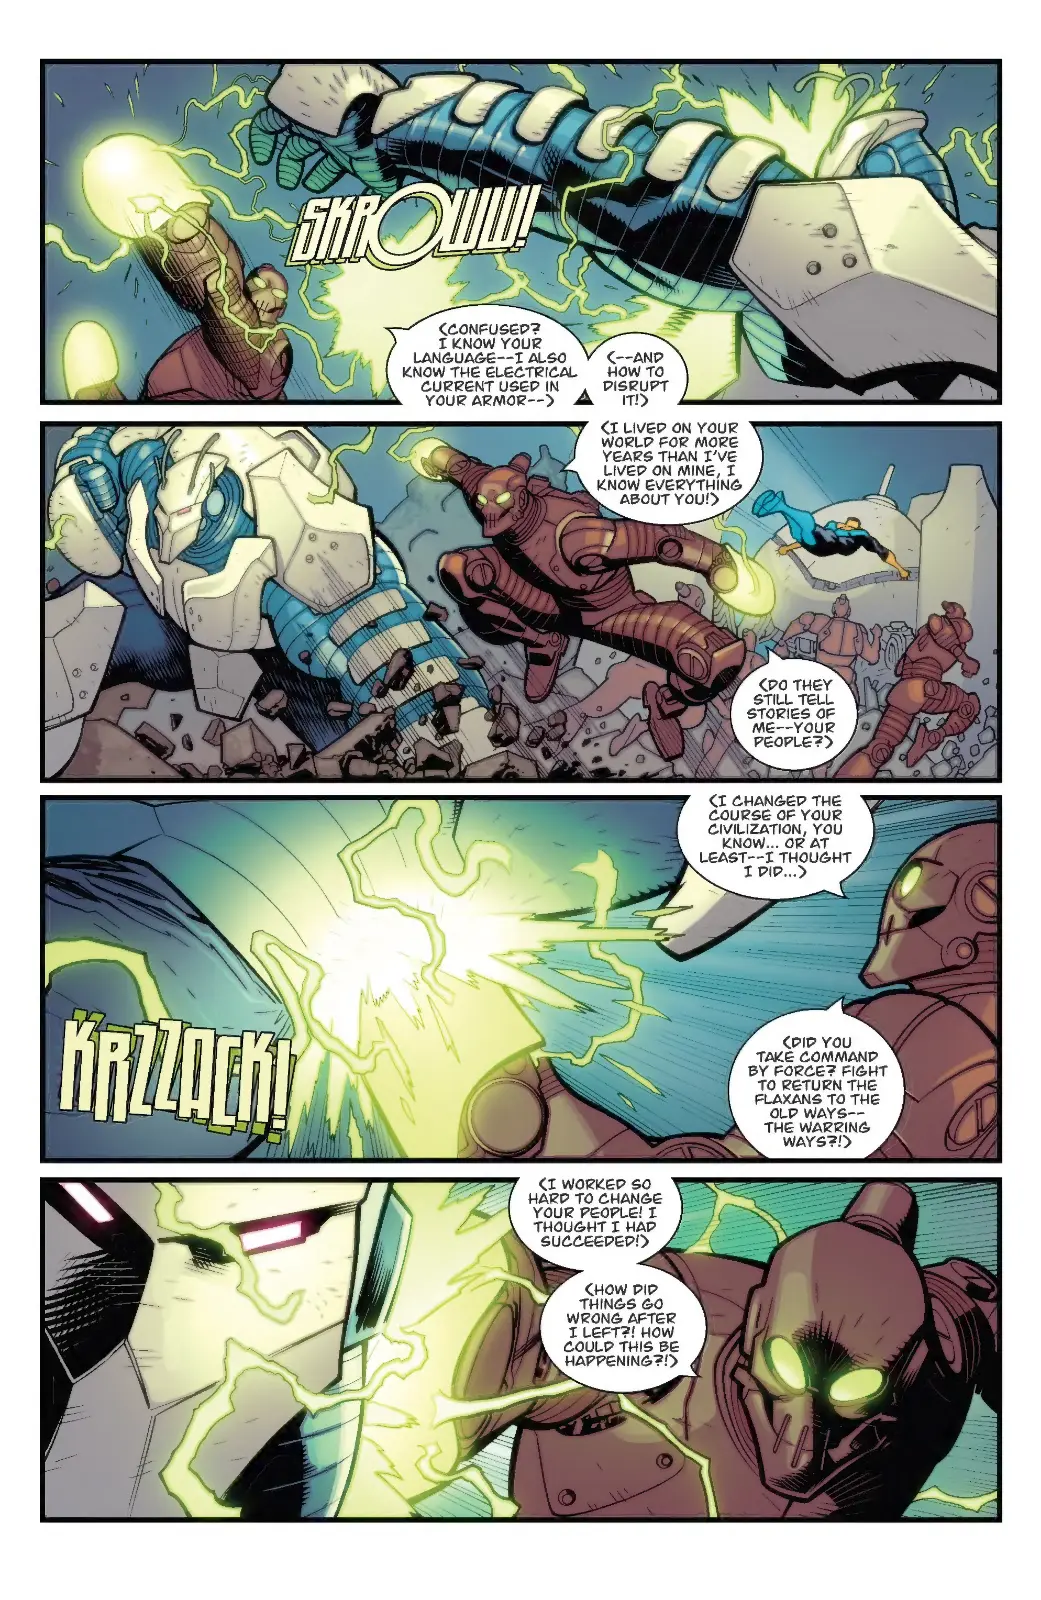 SKROWW!
<CONFUSED?
I KNOW YOUR
LANGUAGE--I ALSO
KNOW THE ELECTRICAL
CURRENT USED IN
YOUR ARMOR-->
<--AND
HOW TO
DISRUPT
IT!>
<I LIVED ON YOUR
WORLD FOR MORE
YEARS THAN I'VE
LIVED ON MINE, I
KNOW EVERYTHING
ABOUT YOU!>
<DO THEY
STILL TELL
STORIES OF
ME--YOUR
PEOPLE?>
<I CHANGED THE
COURSE OF YOUR
CIVILIZATION, YOU
KNOW... OR AT
LEAST--I THOUGHT
I DID...>
KRZZACK!
<DID YOU
TAKE COMMAND
BY FORCE? FIGHT
TO RETURN THE
FLAXANS TO THE
OLD WAYS--
THE WARRING
WAYS?!>
<I WORKED SO
HARD TO CHANGE
YOUR PEOPLE! I
THOUGHT I HAD
SUCCEEDED!>
<HOW DID
THINGS GO
WRONG AFTER
I LEFT?! HOW
COULD THIS BE
HAPPENING?!>